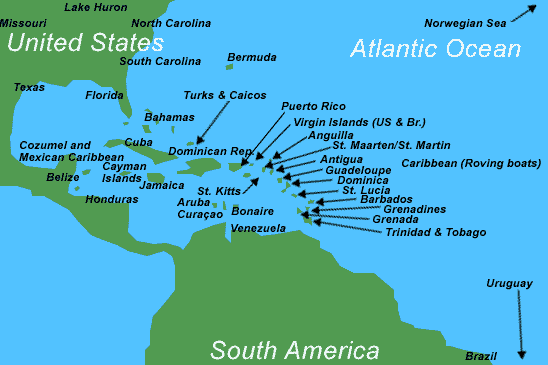 Lake Huron
Missouri
North Carolina
Norwegian Sea
United States
Atlantic Ocean
South Carolina
Bermuda
Texas
Florida
Turks & Caicos
Puerto Rico
Bahamas
Virgin Islands (US & Br.)
Anguilla
Cuba
St. Maarten/St. Martin
Cozumel and
Mexican Caribbean
Dominican Rep.
Antigua
Caribbean (Roving boats)
Cayman
Islands
Guadeloupe
Belize
Jamaica
Dominica
St. Kitts
St. Lucia
Honduras
Aruba
Barbados
Curaçao
Bonaire
Grenadines
Grenada
Venezuela
Trinidad & Tobago
Uruguay
South America
Brazil